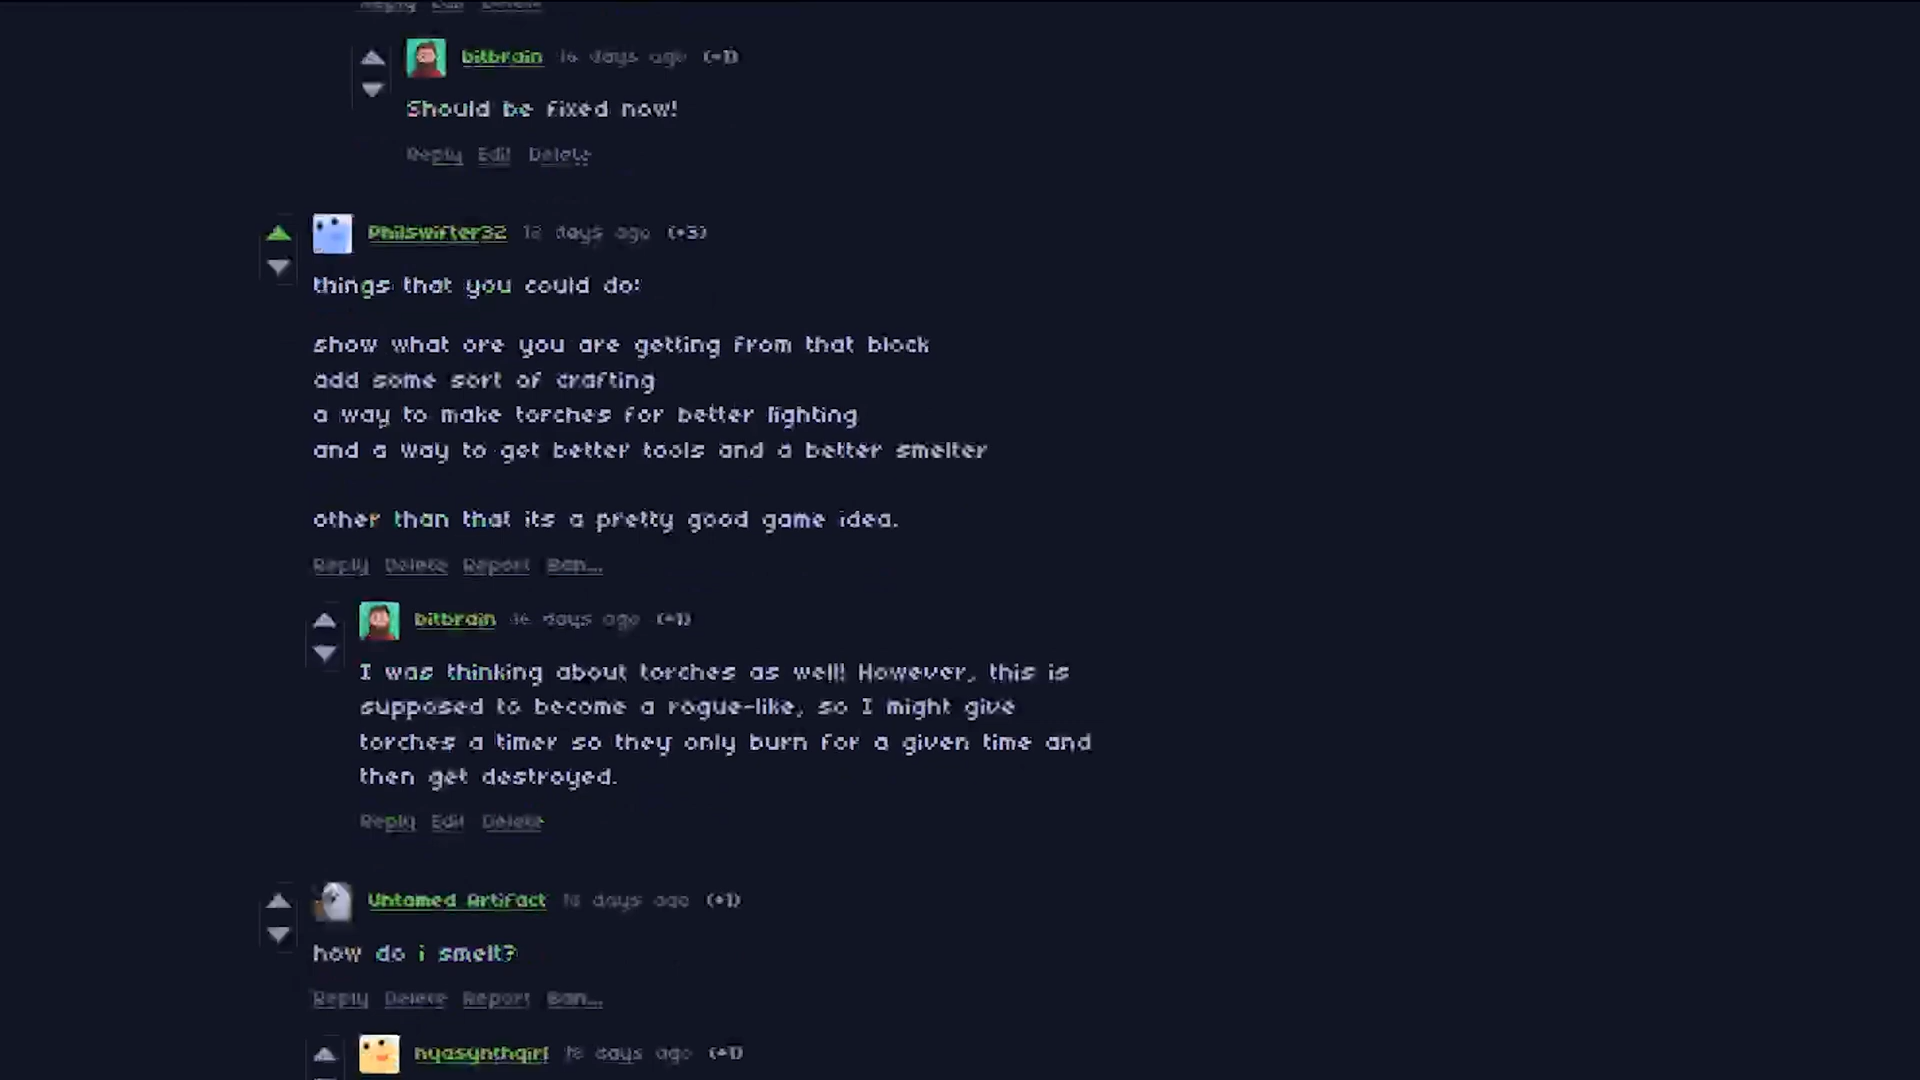 Reply Edit Delete
bitbrain 16 days ago (+1)
Should be fixed now!
Reply Edit Delete
Philswifter32 18 days ago (+3)
things that you could do:
show what ore you are getting from that block
add some sort of crafting
a way to make torches for better lighting
and a way to get better tools and a better smelter
other than that its a pretty good game idea.
Reply Delete Report Ban...
bitbrain 16 days ago (+1)
I was thinking about torches as well! However, this is
supposed to become a rogue-like, so I might give
torches a timer so they only burn for a given time and
then get destroyed.
Reply Edit Delete
Untamed Artifact 18 days ago (+1)
how do i smelt?
Reply Delete Report Ban...
nyasynthgirl 18 days ago (+1)